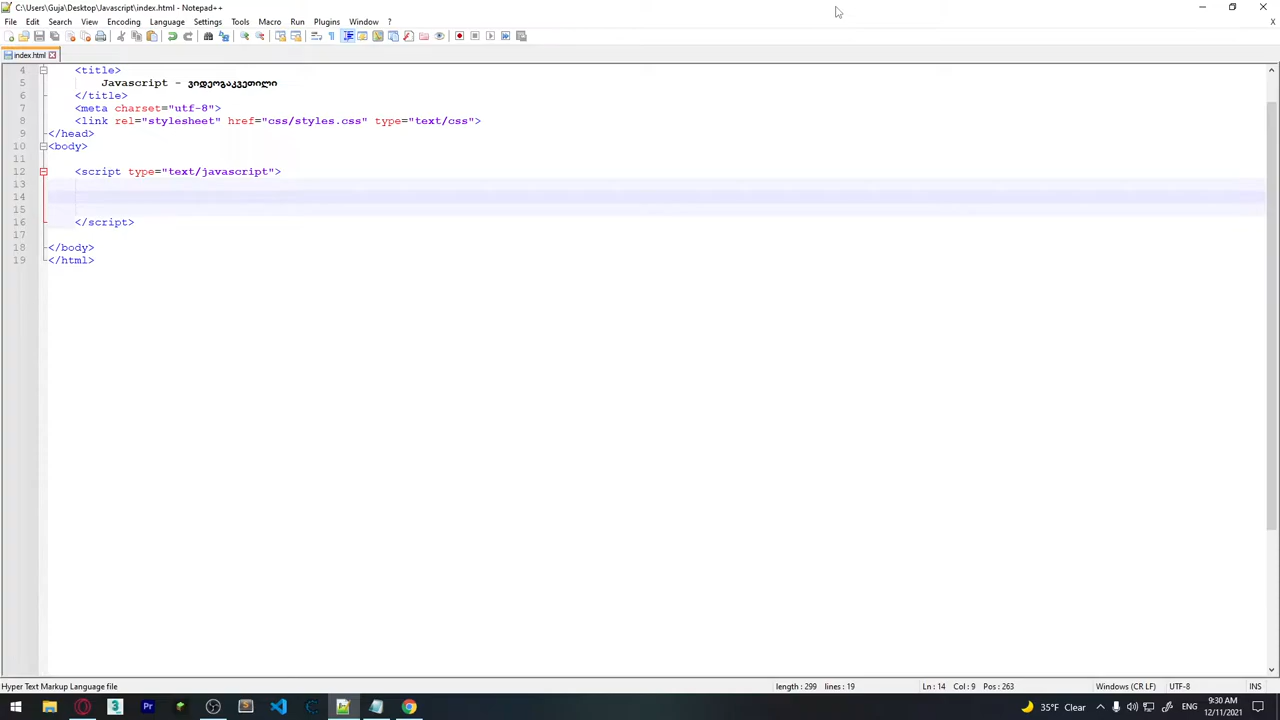 C:\Users\Guja\Desktop\Javascript\index.html - Notepad++
File Edit Search View Encoding Language Settings Tools Macro Run Plugins Window ?
index.html
4 <title>
5 Javascript - ვიდეოგაკვეთილი
6 </title>
7 <meta charset="utf-8">
8 <link rel="stylesheet" href="css/styles.css" type="text/css">
9 </head>
10 <body>
11
12 <script type="text/javascript">
13
14
15
16 </script>
17
18 </body>
19 </html>
Hyper Text Markup Language file length : 299 lines : 19 Ln : 14 Col : 9 Pos : 263 Windows (CR LF) UTF-8 INS
35°F Clear ENG 9:30 AM
12/11/2021